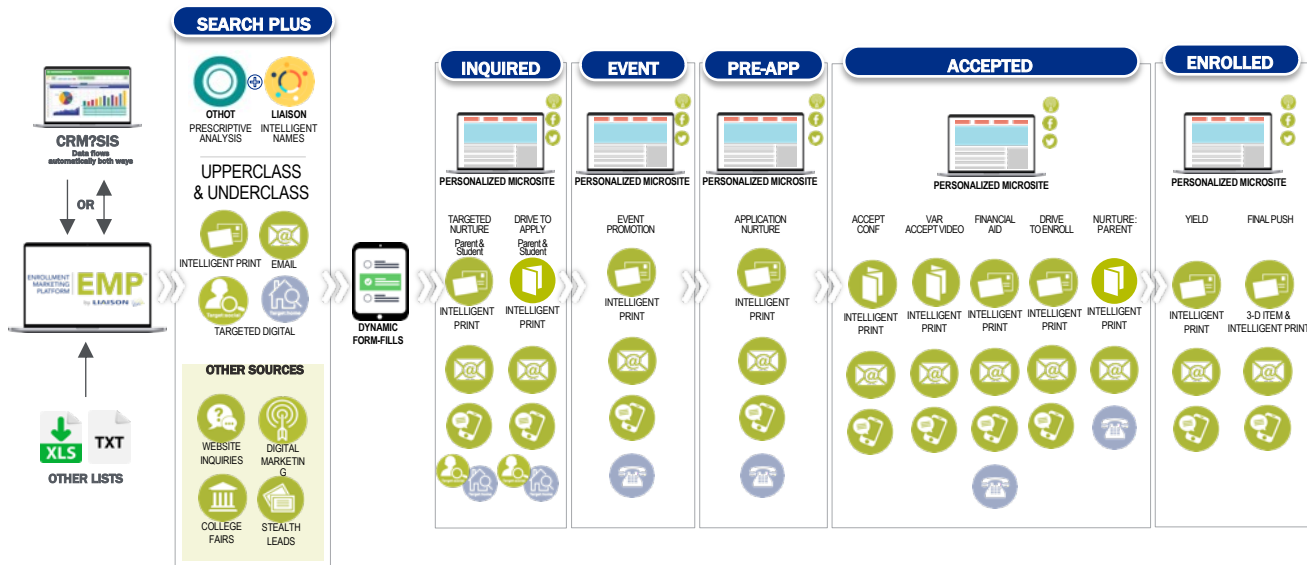 SEARCH PLUS
OTHOT
PRESCRIPTIVE
ANALYSIS
LIAISON
INTELLIGENT
NAMES
UPPERCLASS
& UNDERCLASS
INTELLIGENT PRINT
EMAIL
TARGETED DIGITAL
OTHER SOURCES
WEBSITE
INQUIRIES
DIGITAL
MARKETIN
G
COLLEGE
FAIRS
STEALTH
LEADS
CRM?SIS
Data flows
automatically both ways
OR
ENROLLMENT
MARKETING
PLATFORM
EMP™
by LIAISON
XLS
TXT
OTHER LISTS
DYNAMIC
FORM-FILLS
INQUIRED
PERSONALIZED MICROSITE
TARGETED
NURTURE
Parent &
Student
INTELLIGENT
PRINT
DRIVE TO
APPLY
Parent &
Student
INTELLIGENT
PRINT
EVENT
PERSONALIZED MICROSITE
EVENT
PROMOTION
INTELLIGENT
PRINT
PRE-APP
PERSONALIZED MICROSITE
APPLICATION
NURTURE
INTELLIGENT
PRINT
ACCEPTED
PERSONALIZED MICROSITE
ACCEPT
CONF
INTELLIGENT
PRINT
VAR
ACCEPT VIDEO
INTELLIGENT
PRINT
FINANCIAL
AID
INTELLIGENT
PRINT
DRIVE
TO ENROLL
INTELLIGENT
PRINT
NURTURE:
PARENT
INTELLIGENT
PRINT
ENROLLED
PERSONALIZED MICROSITE
YIELD
INTELLIGENT
PRINT
FINAL PUSH
3-D ITEM &
INTELLIGENT PRINT